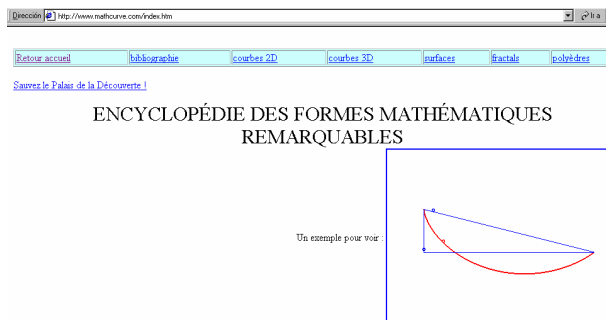 Dirección http://www.mathcurve.com/index.htm Ir a
Retour accueil bibliographie courbes 2D courbes 3D surfaces fractals polyèdres
Sauvez le Palais de la Découverte !
ENCYCLOPÉDIE DES FORMES MATHÉMATIQUES
REMARQUABLES
Un exemple pour voir :